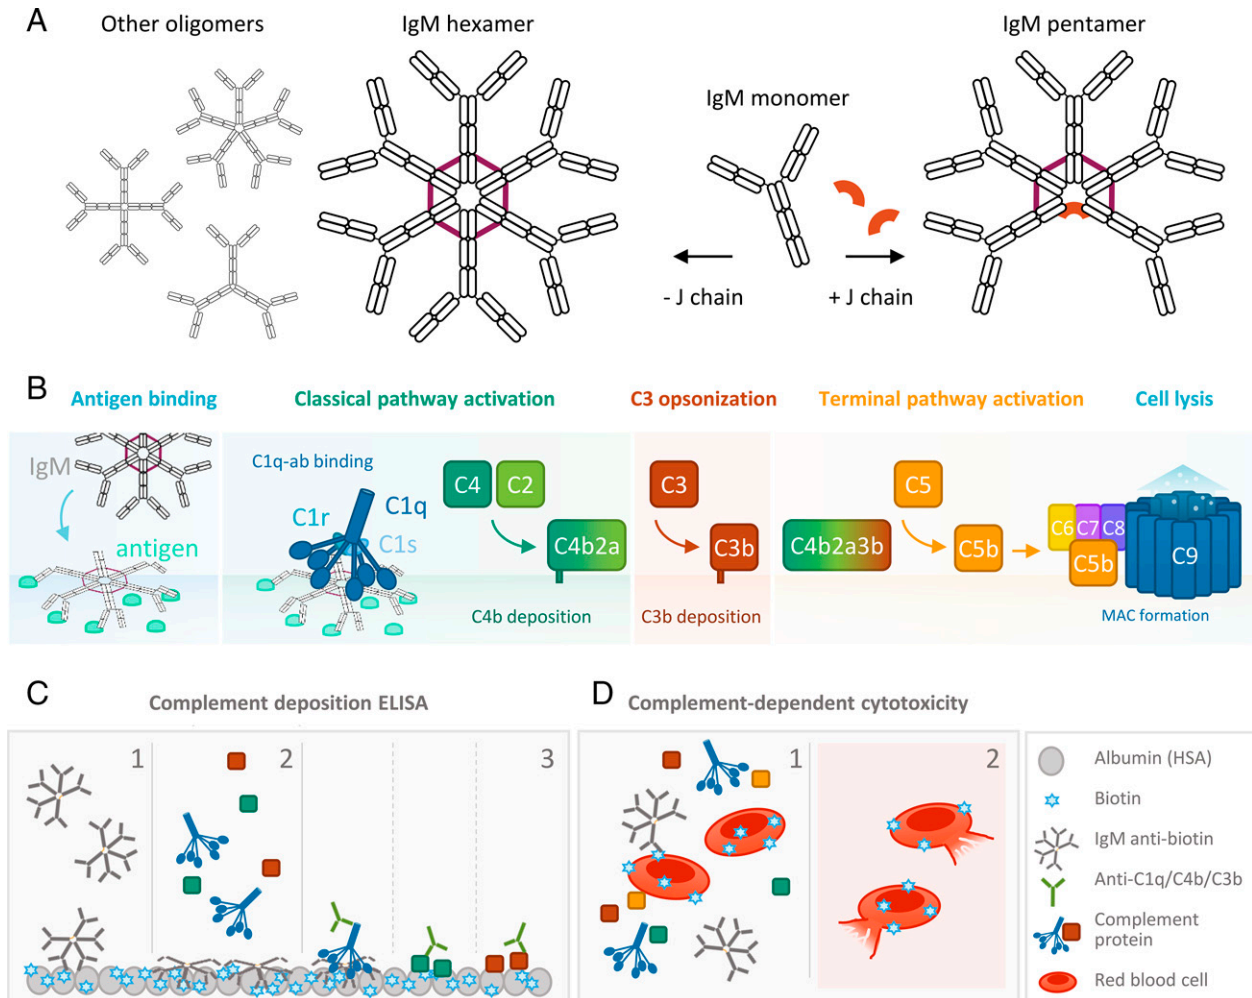 A
Other oligomers
IgM hexamer
IgM monomer
IgM pentamer
- J chain
+ J chain
B
Antigen binding
Classical pathway activation
C3 opsonization
Terminal pathway activation
Cell lysis
IgM
antigen
C1q-ab binding
C1r
C1q
C1s
C4
C2
C4b2a
C4b deposition
C3
C3b
C3b deposition
C4b2a3b
C5
C5b
C6
C7
C8
C5b
C9
MAC formation
C
Complement deposition ELISA
1
2
3
D
Complement-dependent cytotoxicity
1
2
Albumin (HSA)
Biotin
IgM anti-biotin
Anti-C1q/C4b/C3b
Complement
protein
Red blood cell